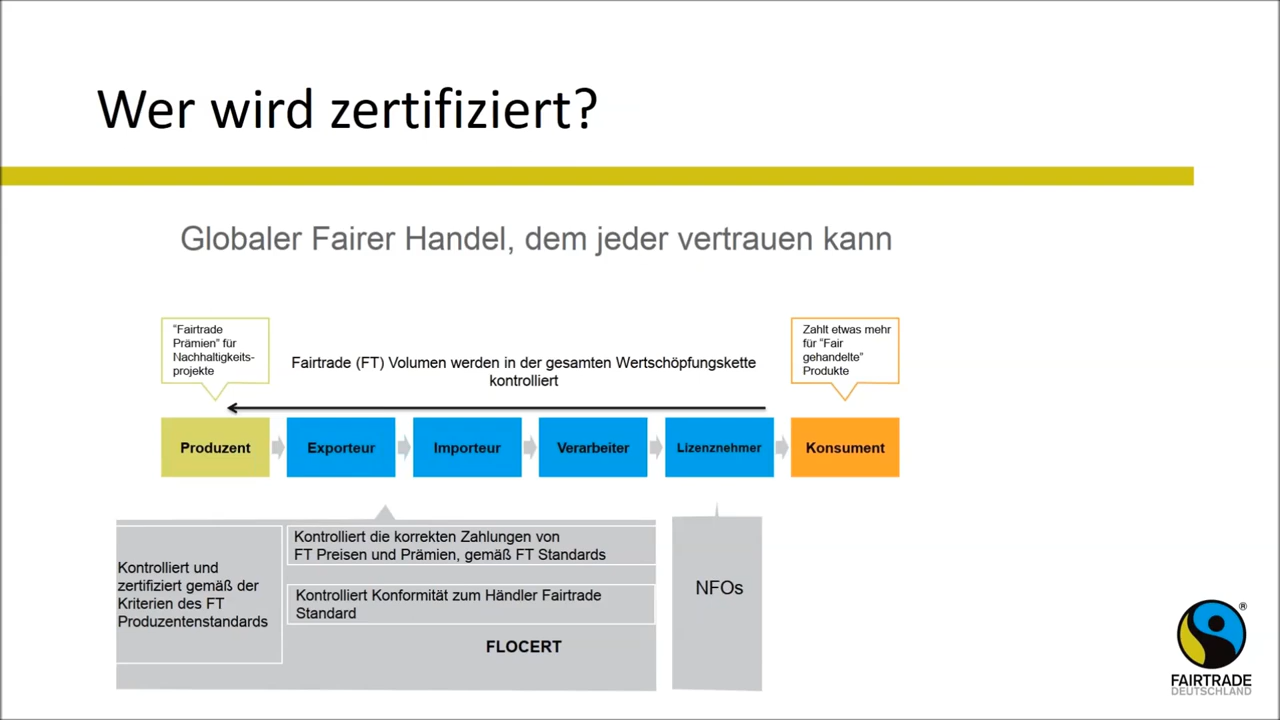 Wer wird zertifiziert?
Globaler Fairer Handel, dem jeder vertrauen kann
"Fairtrade
Prämien" für
Nachhaltigkeits-
projekte
Fairtrade (FT) Volumen werden in der gesamten Wertschöpfungskette
kontrolliert
Zahlt etwas mehr
für "Fair
gehandelte"
Produkte
Produzent
Exporteur
Importeur
Verarbeiter
Lizenznehmer
Konsument
Kontrolliert und
zertifiziert gemäß der
Kriterien des FT
Produzentenstandards
Kontrolliert die korrekten Zahlungen von
FT Preisen und Prämien, gemäß FT Standards
Kontrolliert Konformität zum Händler Fairtrade
Standard
FLOCERT
NFOs
®
FAIRTRADE
DEUTSCHLAND